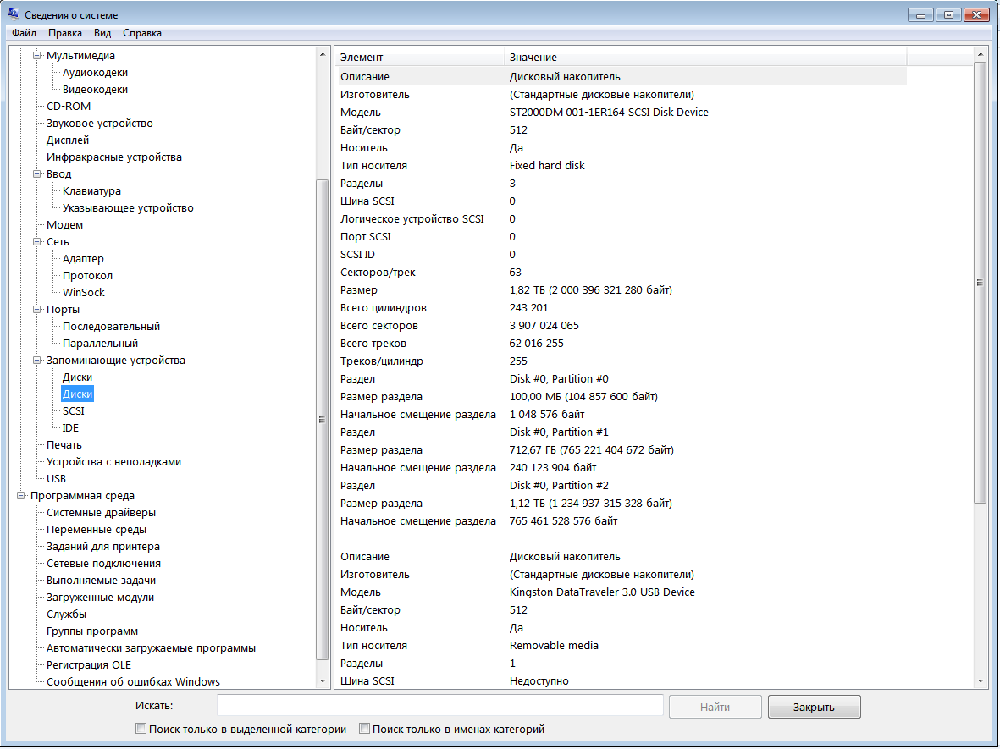 Сведения о системе
Файл Правка Вид Справка
Мультимедиа
Аудиокодеки
Видеокодеки
CD-ROM
Звуковое устройство
Дисплей
Инфракрасные устройства
Ввод
Клавиатура
Указывающее устройство
Модем
Сеть
Адаптер
Протокол
WinSock
Порты
Последовательный
Параллельный
Запоминающие устройства
Диски
Диски
SCSI
IDE
Печать
Устройства с неполадками
USB
Программная среда
Системные драйверы
Переменные среды
Заданий для принтера
Сетевые подключения
Выполняемые задачи
Загруженные модули
Службы
Группы программ
Автоматически загружаемые программы
Регистрация OLE
Сообщения об ошибках Windows
Элемент Значение
Описание Дисковый накопитель
Изготовитель (Стандартные дисковые накопители)
Модель ST2000DM 001-1ER164 SCSI Disk Device
Байт/сектор 512
Носитель Да
Тип носителя Fixed hard disk
Разделы 3
Шина SCSI 0
Логическое устройство SCSI 0
Порт SCSI 0
SCSI ID 0
Секторов/трек 63
Размер 1,82 ТБ (2 000 396 321 280 байт)
Всего цилиндров 243 201
Всего секторов 3 907 024 065
Всего треков 62 016 255
Треков/цилиндр 255
Раздел Disk #0, Partition #0
Размер раздела 100,00 МБ (104 857 600 байт)
Начальное смещение раздела 1 048 576 байт
Раздел Disk #0, Partition #1
Размер раздела 712,67 ГБ (765 221 404 672 байт)
Начальное смещение раздела 240 123 904 байт
Раздел Disk #0, Partition #2
Размер раздела 1,12 ТБ (1 234 937 315 328 байт)
Начальное смещение раздела 765 461 528 576 байт
Описание Дисковый накопитель
Изготовитель (Стандартные дисковые накопители)
Модель Kingston DataTraveler 3.0 USB Device
Байт/сектор 512
Носитель Да
Тип носителя Removable media
Разделы 1
Шина SCSI Недоступно
Искать: Найти Закрыть
Поиск только в выделенной категории Поиск только в именах категорий